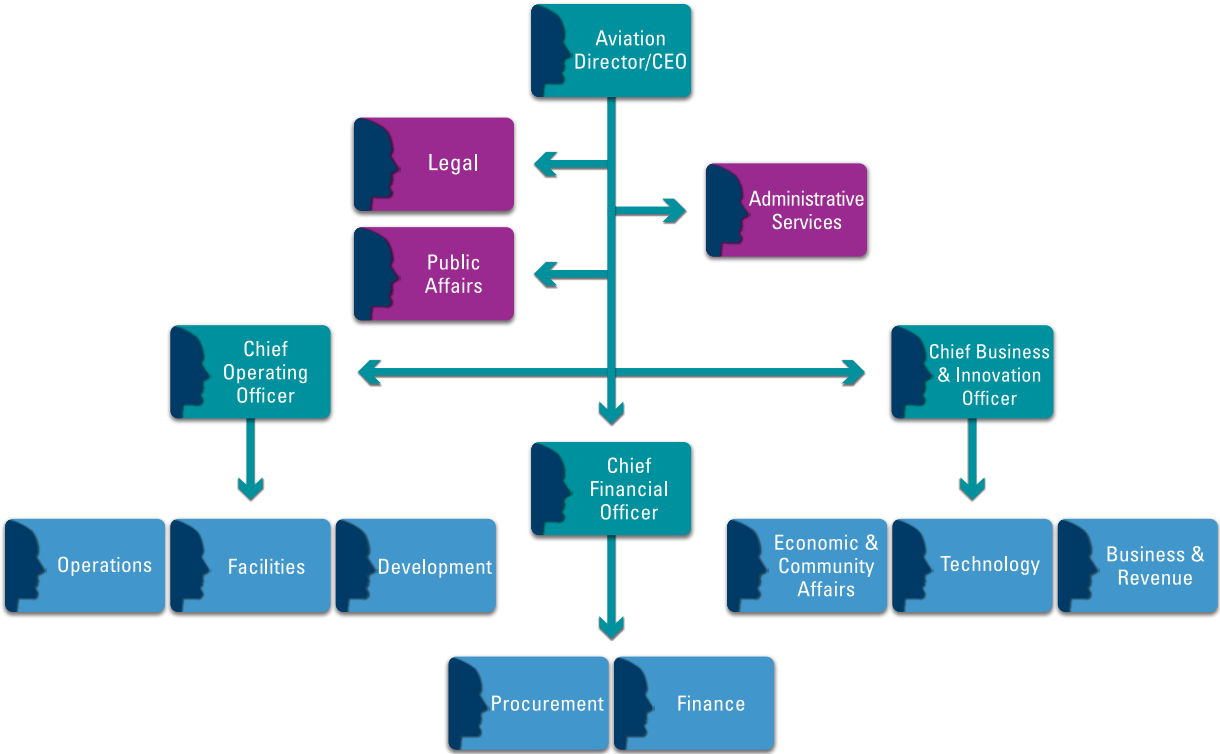 Aviation
Director/CEO
Legal
Administrative
Services
Public
Affairs
Chief
Operating
Officer
Chief Business
& Innovation
Officer
Chief
Financial
Officer
Operations
Facilities
Development
Economic &
Community
Affairs
Technology
Business &
Revenue
Procurement
Finance